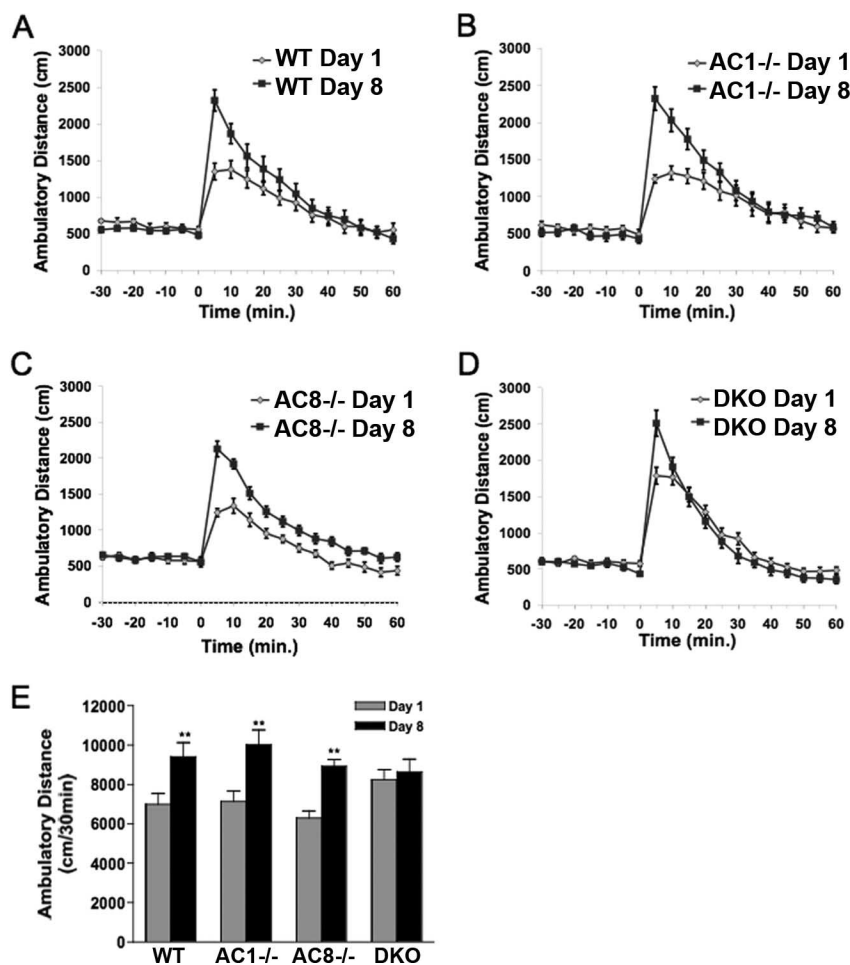 A
WT Day 1
WT Day 8
Ambulatory Distance (cm)
3000
2500
2000
1500
1000
500
0
-30 -20 -10 0 10 20 30 40 50 60
Time (min.)
B
AC1-/- Day 1
AC1-/- Day 8
Ambulatory Distance (cm)
3000
2500
2000
1500
1000
500
0
-30 -20 -10 0 10 20 30 40 50 60
Time (min.)
C
AC8-/- Day 1
AC8-/- Day 8
Ambulatory Distance (cm)
3000
2500
2000
1500
1000
500
0
-30 -20 -10 0 10 20 30 40 50 60
Time (min.)
D
DKO Day 1
DKO Day 8
Ambulatory Distance (cm)
3000
2500
2000
1500
1000
500
0
-30 -20 -10 0 10 20 30 40 50 60
Time (min.)
E
Day 1
Day 8
Ambulatory Distance
(cm/30min)
12000
10000
8000
6000
4000
2000
0
** ** **
WT AC1-/- AC8-/- DKO